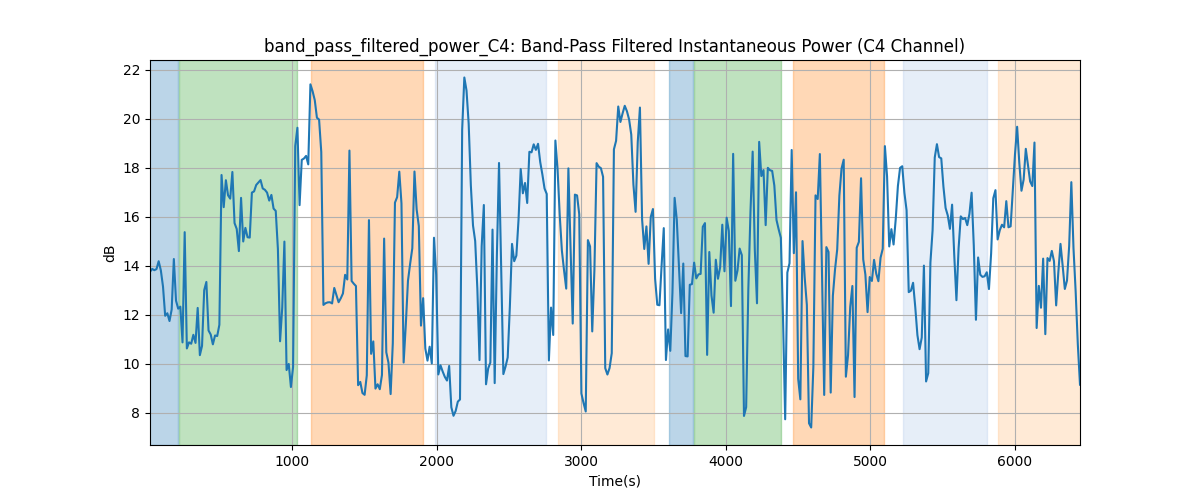 band_pass_filtered_power_C4: Band-Pass Filtered Instantaneous Power (C4 Channel)
22
20
18
16
14
12
10
8
dB
1000 2000 3000 4000 5000 6000
Time(s)